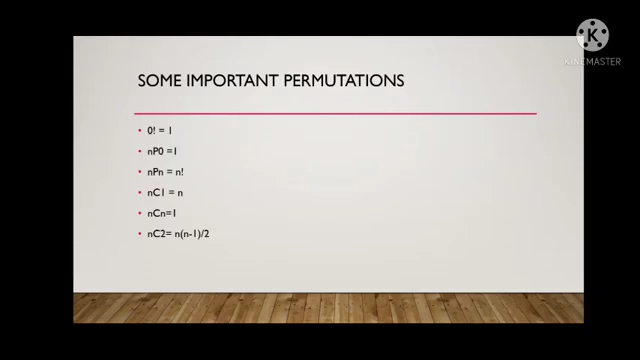 KINEMASTER
SOME IMPORTANT PERMUTATIONS
• 0! = 1
• nP0 =1
• nPn = n!
• nC1 = n
• nCn=1
• nC2= n(n-1)/2